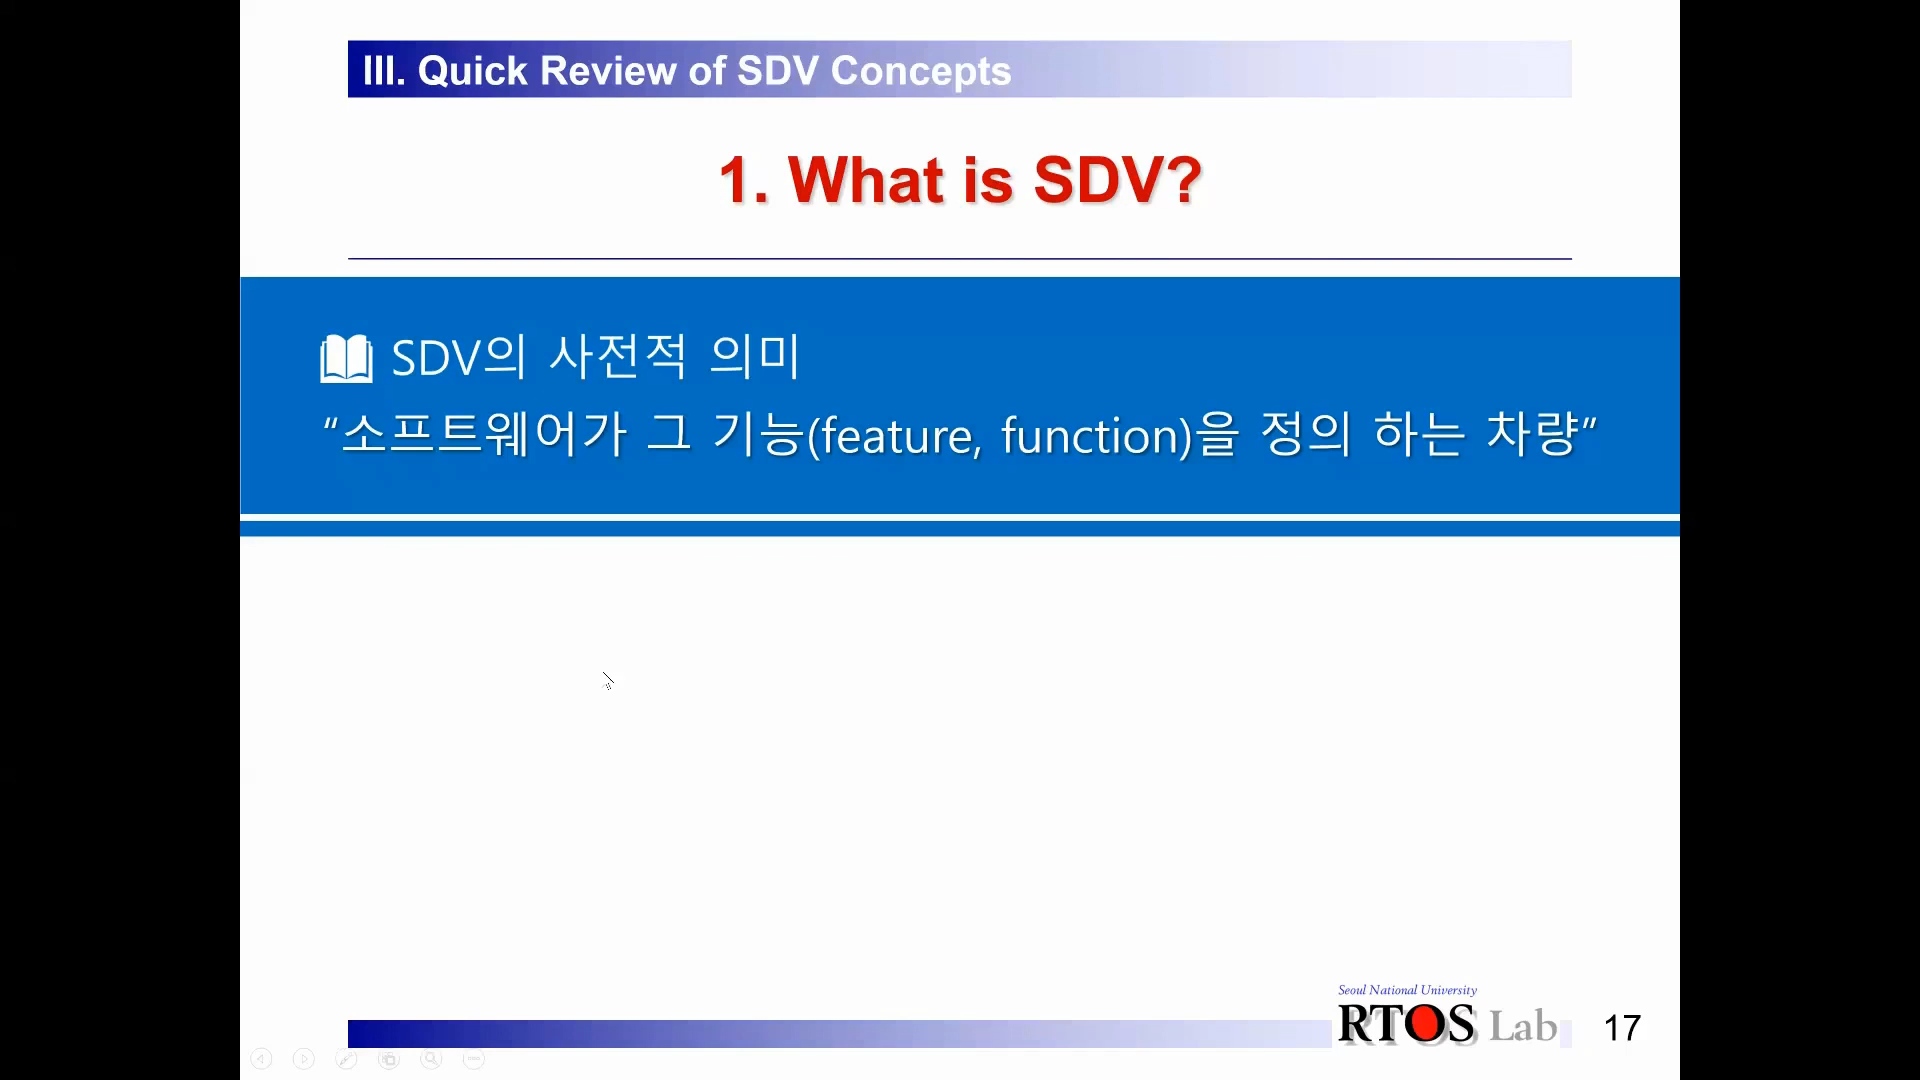 III. Quick Review of SDV Concepts
1. What is SDV?
SDV의 사전적 의미
“소프트웨어가 그 기능(feature, function)을 정의 하는 차량”
Seoul National University
RTOS Lab
17